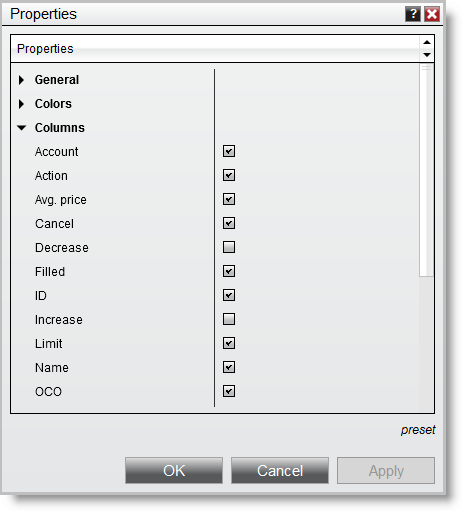 Properties
?
Properties
General
Colors
Columns
Account
Action
Avg. price
Cancel
Decrease
Filled
ID
Increase
Limit
Name
OCO
preset
OK Cancel Apply